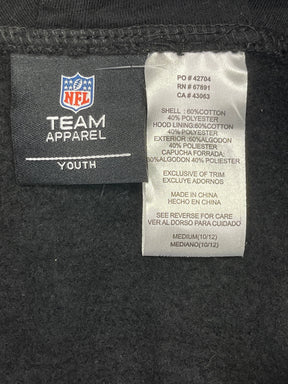 NFL
TEAM
APPAREL
YOUTH
PO # 42704
RN # 67891
CA # 43063
SHELL : 60%COTTON
40% POLYESTER
HOOD LINING:60%COTTON
40% POLYESTER
EXTERIOR :60%ALGODON
40% POLIESTER
CAPUCHA FORRADA:
60%ALGODON 40% POLIESTER
EXCLUSIVE OF TRIM
EXCLUYE ADORNOS
MADE IN CHINA
HECHO EN CHINA
SEE REVERSE FOR CARE
VER AL DORSO PARA CUIDADO
MEDIUM(10/12)
MEDIANO(10/12)